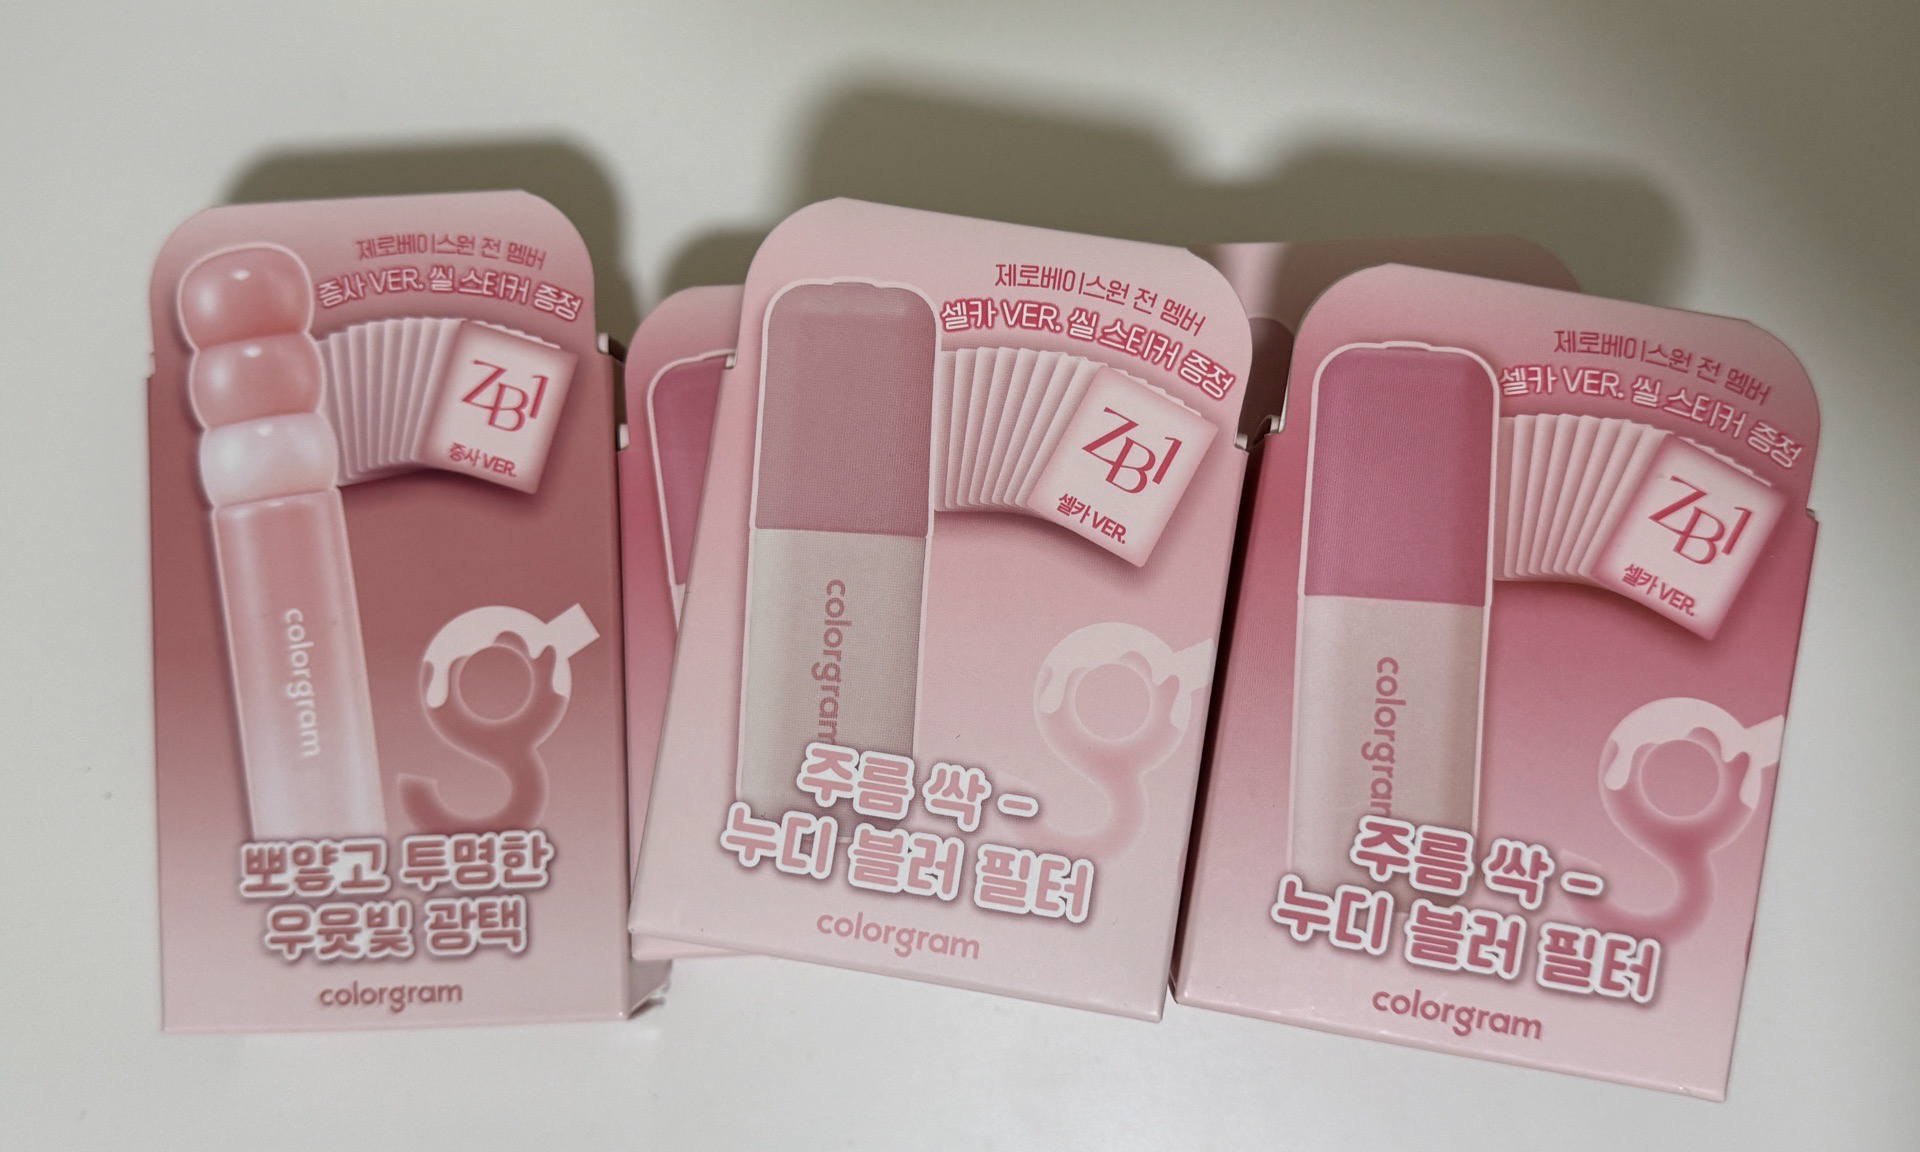 제로베이스원 전 멤버
증사 VER. 씰 스티커 증정
ZB1
증사 VER.
colorgram
뽀얗고 투명한
우윳빛 광택
colorgram
제로베이스원 전 멤버
셀카 VER. 씰 스티커 증정
ZB1
셀카 VER.
colorgram
주름 싹 -
누디 블러 필터
colorgram
제로베이스원 전 멤버
셀카 VER. 씰 스티커 증정
ZB1
셀카 VER.
colorgram
주름 싹 -
누디 블러 필터
colorgram